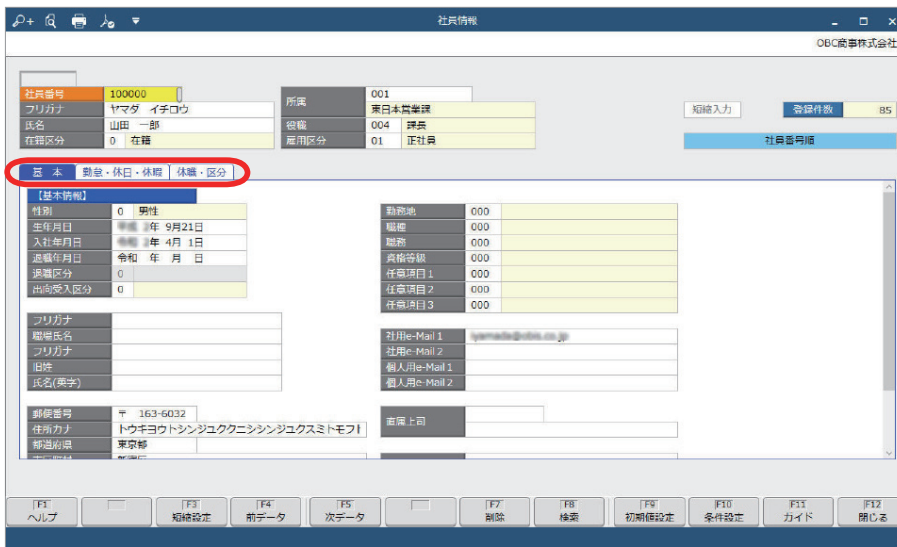 社員情報
OBC商事株式会社
社員番号 100000
フリガナ ヤマダ イチロウ
氏名 山田 一郎
在籍区分 0 在籍
所属 001
東日本営業課
役職 004 課長
雇用区分 01 正社員
短縮入力 登録件数 85
社員番号順
基 本 勤怠・休日・休暇 休職・区分
【基本情報】
性別 0 男性
生年月日 年 9月21日
入社年月日 年 4月 1日
退職年月日 令和 年 月 日
退職区分 0
出向受入区分 0
フリガナ
職場氏名
フリガナ
旧姓
氏名(英字)
郵便番号 〒 163-6032
住所カナ トウキヨウトシンジユククニシシンジユクスミトモフ
都道府県 東京都
勤務地 000
職種 000
職務 000
資格等級 000
任意項目1 000
任意項目2 000
任意項目3 000
社用e-Mail 1
社用e-Mail 2
個人用e-Mail 1
個人用e-Mail 2
直属上司
F1 ヘルプ
F3 短縮設定
F4 前データ
F5 次データ
F7 削除
F8 検索
F9 初期値設定
F10 条件設定
F11 ガイド
F12 閉じる